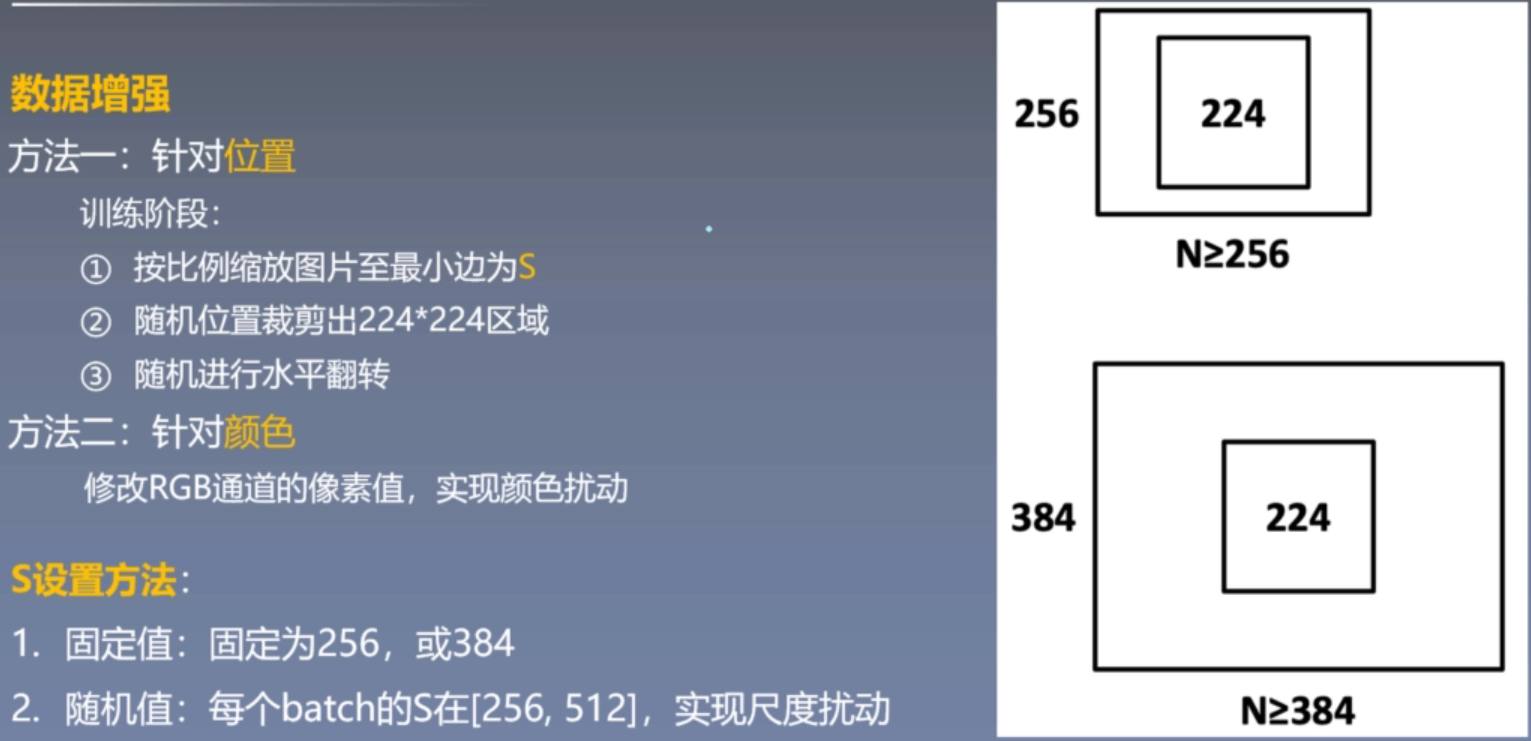 数据增强
方法一：针对位置
训练阶段：
① 按比例缩放图片至最小边为S
② 随机位置裁剪出224*224区域
③ 随机进行水平翻转
方法二：针对颜色
修改RGB通道的像素值，实现颜色扰动
S设置方法：
1. 固定值：固定为256，或384
2. 随机值：每个batch的S在[256, 512]，实现尺度扰动
256
224
N≥256
384
224
N≥384